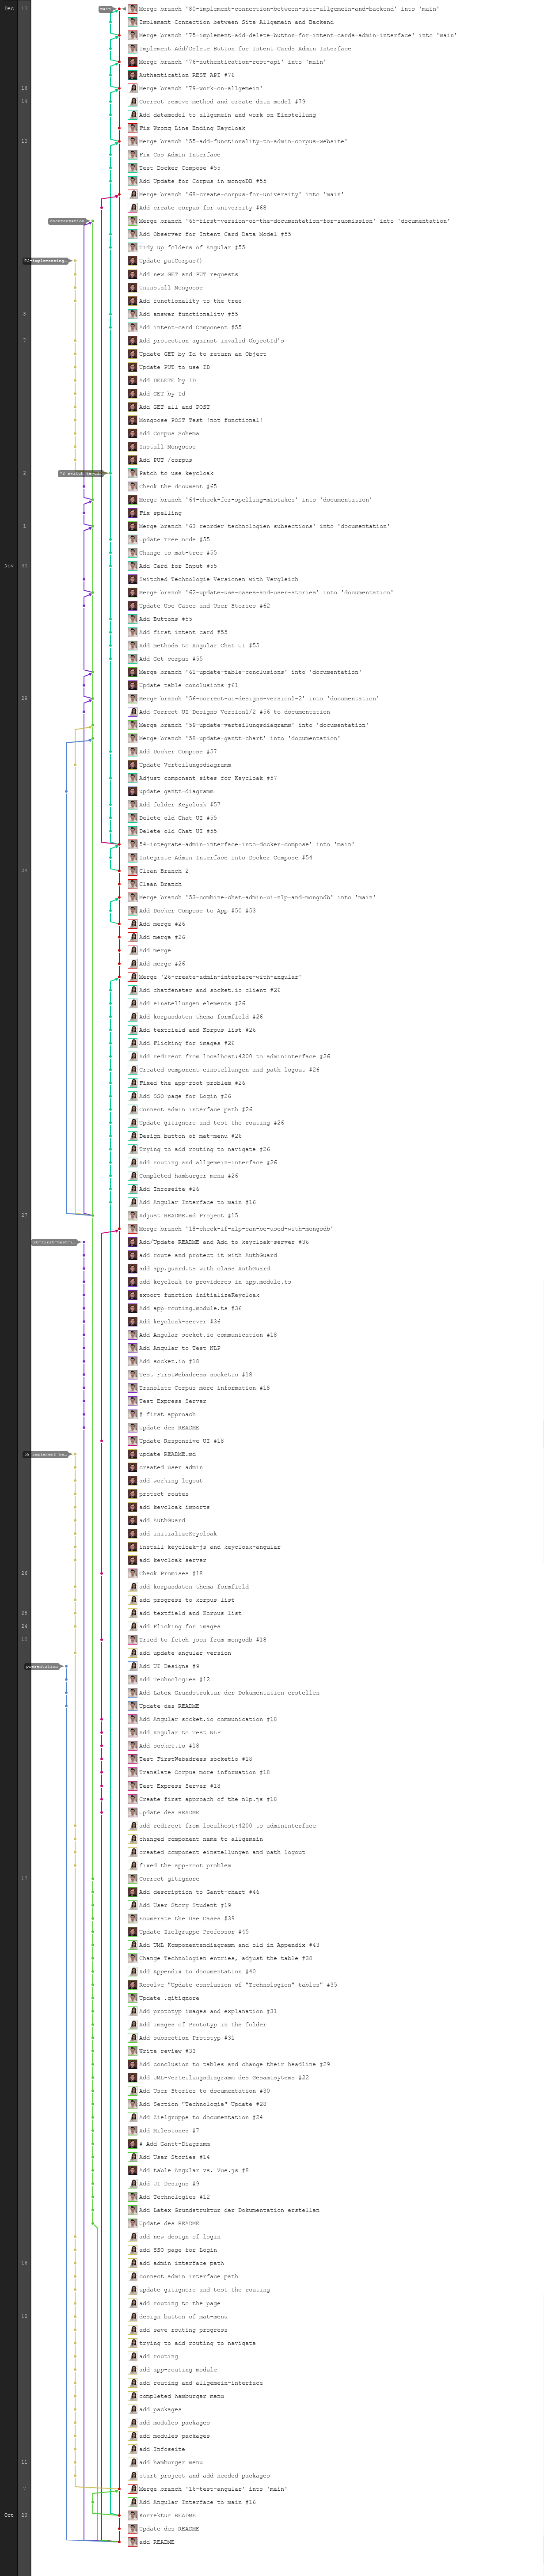 Dec 17 main Merge branch '80-implement-connection-between-site-allgemein-and-backend' into 'main'
Implement Connection between Site Allgemein and Backend
Merge branch '75-implement-add-delete-button-for-intent-cards-admin-interface' into 'main'
Implement Add/Delete Button for Intent Cards Admin Interface
Merge branch '76-authentication-rest-api' into 'main'
Authentication REST API #76
Merge branch '79-work-on-allgemein'
14 Correct remove method and create data model #79
Add datamodel to allgemein and work on Einstellung
Fix Wrong Line Ending Keycloak
13 Merge branch '55-add-functionality-to-admin-corpus-website'
Fix Css Admin Interface
Test Docker Compose #55
Add Update for Corpus in mongoDB #55
Merge branch '68-create-corpus-for-university' into 'main'
Add create corpus for university #68
documentation Merge branch '65-first-version-of-the-documentation-for-submission' into 'documentation'
Add Observer for Intent Card Data Model #55
Tidy up folders of Angular #55
Update putCorpus()
Add new GET and PUT requests
Uninstall Mongoose
Add functionality to the tree
Add answer functionality #55
Add intent-card Component #55
7 Add protection against invalid ObjectId's
Update GET by Id to return an Object
Update PUT to use ID
Add DELETE by ID
Add GET by Id
Add GET all and POST
Mongoose POST Test !not functional!
Add Corpus Schema
Install Mongoose
Add PUT /corpus
2 Patch to use keycloak
Check the document #65
Merge branch '64-check-for-spelling-mistakes' into 'documentation'
Fix spelling
1 Merge branch '63-reorder-technologien-subsections' into 'documentation'
Update Tree node #55
Change to mat-tree #55
Nov 30 Add Card for Input #55
Switched Technologie Versionen with Vergleich
Merge branch '62-update-use-cases-and-user-stories' into 'documentation'
Update Use Cases and User Stories #62
Add Buttons #55
Add first intent card #55
Add methods to Angular Chat UI #55
Add Get corpus #55
Merge branch '61-update-table-conclusions' into 'documentation'
Update table conclusions #61
Merge branch '56-correct-ui-designs-version1-2' into 'documentation'
Add Correct UI Designs Version1/2 #56 to documentation
Merge branch '59-update-verteilungsdiagramm' into 'documentation'
Merge branch '58-update-gantt-chart' into 'documentation'
Add Docker Compose #57
Update Verteilungsdiagramm
Adjust component sites for Keycloak #57
update gantt-diagramm
Add folder Keycloak #57
Delete old Chat UI #55
Delete old Chat UI #55
54-integrate-admin-interface-into-docker-compose' into 'main'
Integrate Admin Interface into Docker Compose #54
Clean Branch 2
Clean Branch
Merge branch '53-combine-chat-admin-ui-nlp-and-mongodb' into 'main'
Add Docker Compose to App #50 #53
Add merge #26
Add merge #26
Add merge
Add merge #26
Merge '26-create-admin-interface-with-angular'
Add chatfenster and socket.io client #26
Add einstellungen elements #26
Add korpusdaten thema formfield #26
Add textfield and Korpus list #26
Add Flicking for images #26
Add redirect from localhost:4200 to admininterface #26
Created component einstellungen and path logout #26
Fixed the app-root problem #26
Add SSO page for Login #26
Connect admin interface path #26
Update gitignore and test the routing #26
Design button of mat-menu #26
Trying to add routing to navigate #26
Add routing and allgemein-interface #26
Completed hamburger menu #26
Add Infoseite #26
Add Angular Interface to main #16
27 Adjust README.md Project #15
Merge branch '18-check-if-nlp-can-be-used-with-mongodb'
Add/Update README and Add to keycloak-server #36
add route and protect it with AuthGuard
add app.guard.ts with class AuthGuard
add keycloak to provideres in app.module.ts
export function initializeKeycloak
Add app-routing.module.ts #36
Add keycloak-server #36
Add Angular socket.io communication #18
Add Angular to Test NLP
Add socket.io #18
Test FirstWebadress socketio #18
Translate Corpus more information #18
Test Express Server
# first approach
Update des README
Update Responsive UI #18
update README.md
created user admin
add working logout
protect routes
add keycloak imports
add AuthGuard
add initializeKeycloak
install keycloak-js and keycloak-angular
add keycloak-server
Check Promises #18
add korpusdaten thema formfield
add progress to korpus list
25 add textfield and Korpus list
24 add Flicking for images
Tried to fetch json from mongodb #18
add update angular version
presentation Add UI Designs #9
Add Technologies #12
Add Latex Grundstruktur der Dokumentation erstellen
Update des README
Add Angular socket.io communication #18
Add Angular to Test NLP
Add socket.io #18
Test FirstWebadress socketio #18
Translate Corpus more information #18
Test Express Server #18
Create first approach of the nlp.js #18
Update des README
add redirect from localhost:4200 to admininterface
changed component name to allgemein
created component einstellungen and path logout
fixed the app-root problem
17 Correct gitignore
Add description to Gantt-chart #46
Add User Story Student #19
Enumerate the Use Cases #39
Update Zielgruppe Professor #45
Add UML Komponentendiagramm and old in Appendix #43
Change Technologien entries, adjust the table #38
Add Appendix to documentation #40
Resolve "Update conclusion of "Technologien" tables" #35
Update .gitignore
Add prototyp images and explanation #31
Add images of Prototyp in the folder
Add subsection Prototyp #31
Write review #33
Add conclusion to tables and change their headline #29
Add UML-Verteilungsdiagramm des Gesamtsytems #22
Add User Stories to documentation #30
Add Section "Technologie" Update #28
Add Zielgruppe to documentation #24
Add Milestones #7
# Add Gantt-Diagramm
Add User Stories #14
Add table Angular vs. Vue.js #8
Add UI Designs #9
Add Technologies #12
Add Latex Grundstruktur der Dokumentation erstellen
Update des README
add new design of login
add SSO page for Login
add admin-interface path
connect admin interface path
update gitignore and test the routing
add routing to the page
12 design button of mat-menu
add save routing progress
trying to add routing to navigate
add routing
add app-routing module
add routing and allgemein-interface
completed hamburger menu
add packages
add modules packages
add modules packages
add Infoseite
11 add hamburger menu
start project and add needed packages
7 Merge branch '16-test-angular' into 'main'
Add Angular Interface to main #16
Oct 23 Korrektur README
Update des README
add README